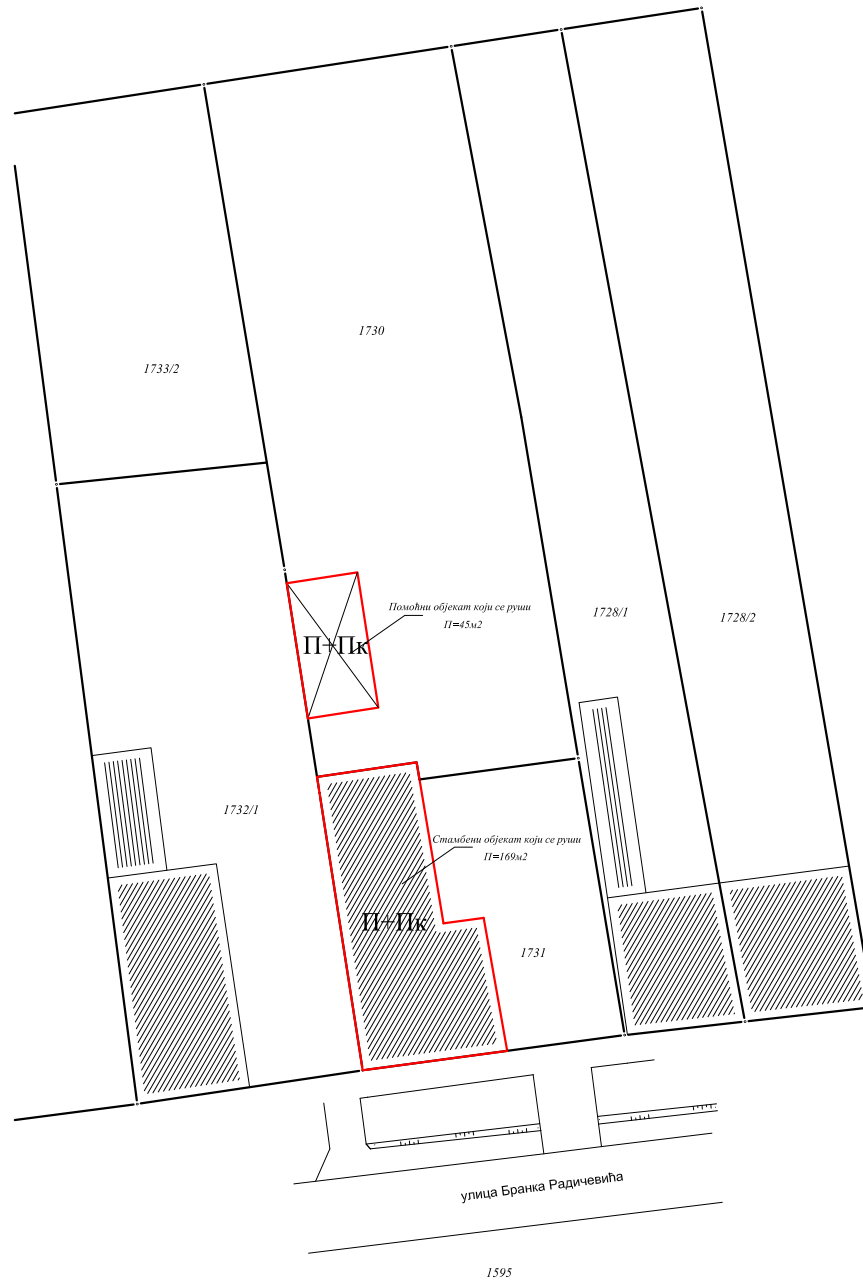 1730
1733/2
Помоћни објекат који се руши
П=45м2
1728/1
1728/2
П+Пк
1732/1
Стамбени објекат који се руши
П=169м2
П+Пк
1731
улица Бранка Радичевића
1595